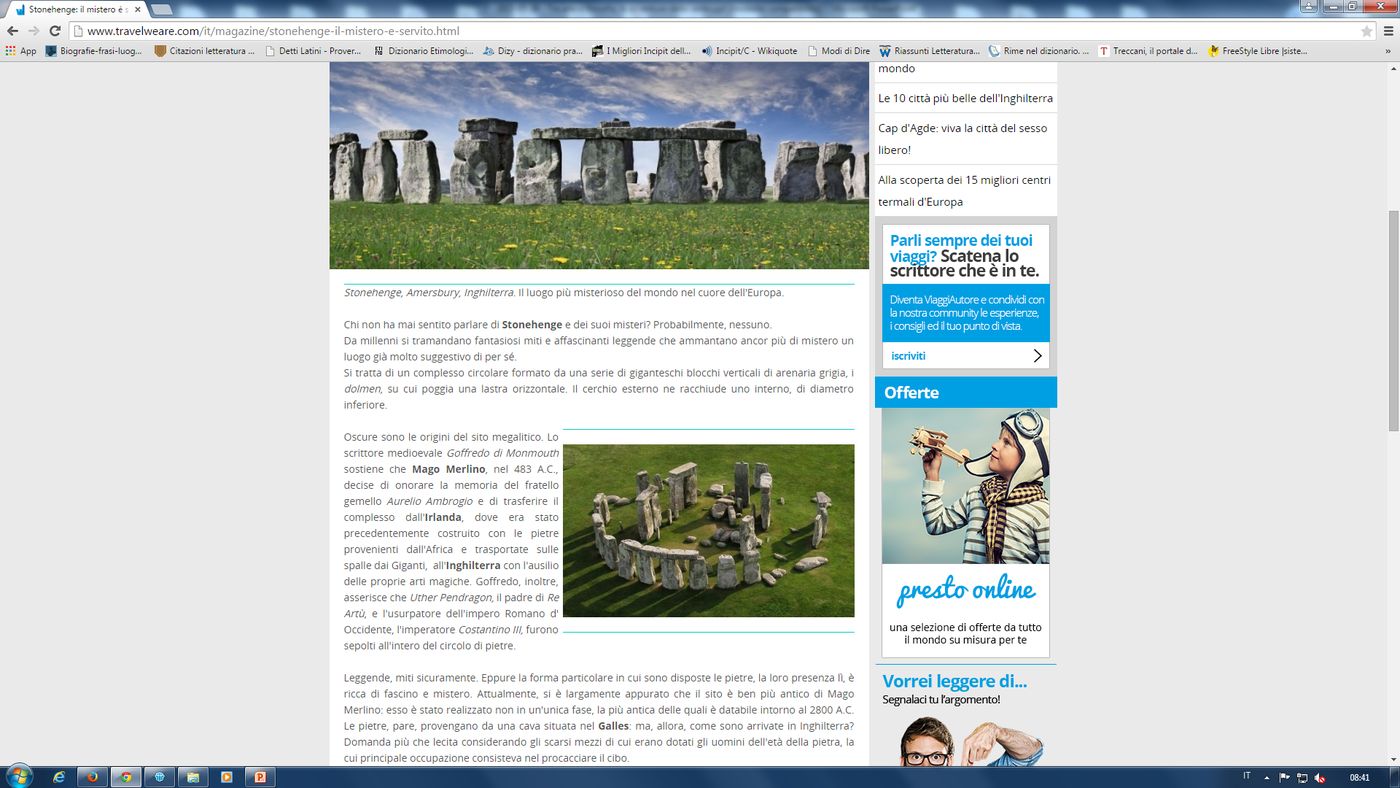 Stonehenge: il mistero è s
www.travelweare.com/it/magazine/stonehenge-il-mistero-e-servito.html
App
Biografie-frasi-luog...
Citazioni letteratura ...
Detti Latini - Prover...
Dizionario Etimologi...
Dizy - dizionario pra...
I Migliori Incipit dell...
Incipit/C - Wikiquote
Modi di Dire
Riassunti Letteratura...
Rime nel dizionario. ...
Treccani, il portale d...
FreeStyle Libre |siste...
»
Stonehenge, Amersbury, Inghilterra. Il luogo più misterioso del mondo nel cuore dell'Europa.
Chi non ha mai sentito parlare di Stonehenge e dei suoi misteri? Probabilmente, nessuno.
Da millenni si tramandano fantasiosi miti e affascinanti leggende che ammantano ancor più di mistero un
luogo già molto suggestivo di per sé.
Si tratta di un complesso circolare formato da una serie di giganteschi blocchi verticali di arenaria grigia, i
dolmen, su cui poggia una lastra orizzontale. Il cerchio esterno ne racchiude uno interno, di diametro
inferiore.
Oscure sono le origini del sito megalitico. Lo
scrittore medioevale Goffredo di Monmouth
sostiene che Mago Merlino, nel 483 A.C.,
decise di onorare la memoria del fratello
gemello Aurelio Ambrogio e di trasferire il
complesso dall'Irlanda, dove era stato
precedentemente costruito con le pietre
provenienti dall'Africa e trasportate sulle
spalle dai Giganti, all'Inghilterra con l'ausilio
delle proprie arti magiche. Goffredo, inoltre,
asserisce che Uther Pendragon, il padre di Re
Artù, e l'usurpatore dell'impero Romano d'
Occidente, l'imperatore Costantino III, furono
sepolti all'intero del circolo di pietre.
Leggende, miti sicuramente. Eppure la forma particolare in cui sono disposte le pietre, la loro presenza lì, è
ricca di fascino e mistero. Attualmente, si è largamente appurato che il sito è ben più antico di Mago
Merlino: esso è stato realizzato non in un'unica fase, la più antica delle quali è databile intorno al 2800 A.C.
Le pietre, pare, provengano da una cava situata nel Galles: ma, allora, come sono arrivate in Inghilterra?
Domanda più che lecita considerando gli scarsi mezzi di cui erano dotati gli uomini dell'età della pietra, la
cui principale occupazione consisteva nel procacciare il cibo.
mondo
Le 10 città più belle dell'Inghilterra
Cap d'Agde: viva la città del sesso
libero!
Alla scoperta dei 15 migliori centri
termali d'Europa
Parli sempre dei tuoi
viaggi? Scatena lo
scrittore che è in te.
Diventa ViaggiAutore e condividi con
la nostra community le esperienze,
i consigli ed il tuo punto di vista.
iscriviti
Offerte
presto online
una selezione di offerte da tutto
il mondo su misura per te
Vorrei leggere di...
Segnalaci tu l'argomento!
IT
08:41